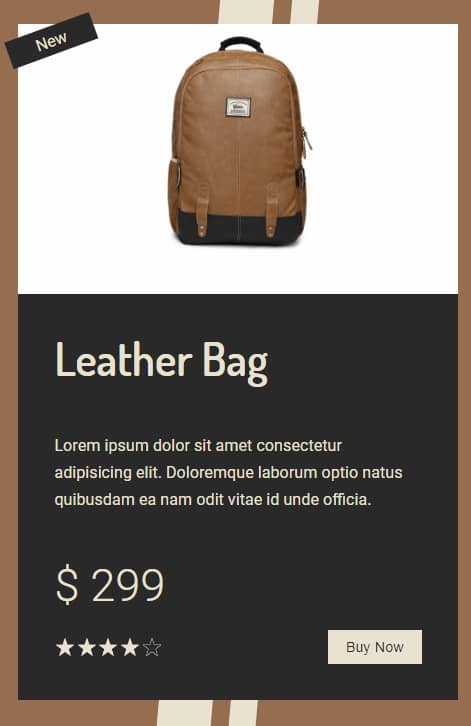 New
Leather Bag
Lorem ipsum dolor sit amet consectetur
adipisicing elit. Doloremque laborum optio natus
quibusdam ea nam odit vitae id unde officia.
$ 299
★★★★☆
Buy Now